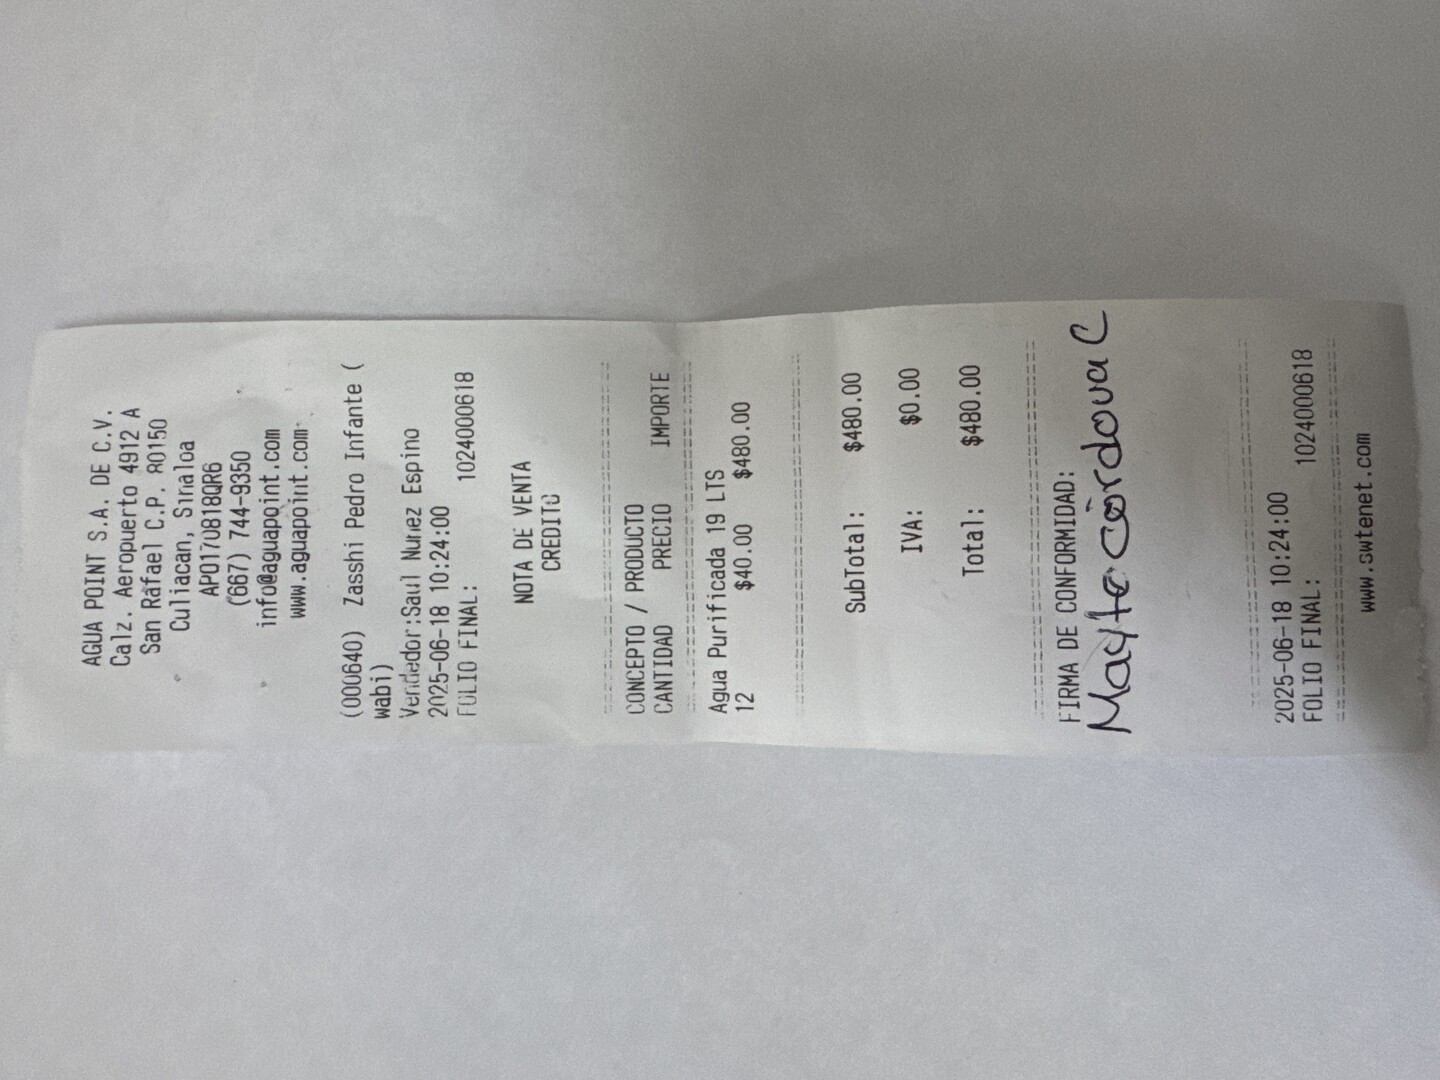 AGUA POINT S.A. DE C.V.
Calz. Aeropuerto 4912 A
San Rafael C.P. 80150
Culiacan, Sinaloa
APO170818QR6
(667) 744-9350
info@aguapoint.com
www.aguapoint.com
(000640) Zasshi Pedro Infante (
wabi)
Vendedor:Saul Nunez Espino
2025-06-18 10:24:00
FOLIO FINAL: 1024000618
NOTA DE VENTA
CREDITO
CONCEPTO / PRODUCTO
CANTIDAD PRECIO IMPORTE
Agua Purificada 19 LTS
12 $40.00 $480.00
SubTotal: $480.00
IVA: $0.00
Total: $480.00
FIRMA DE CONFORMIDAD:
Mayte cordova C
2025-06-18 10:24:00
FOLIO FINAL: 1024000618
www.swtenet.com